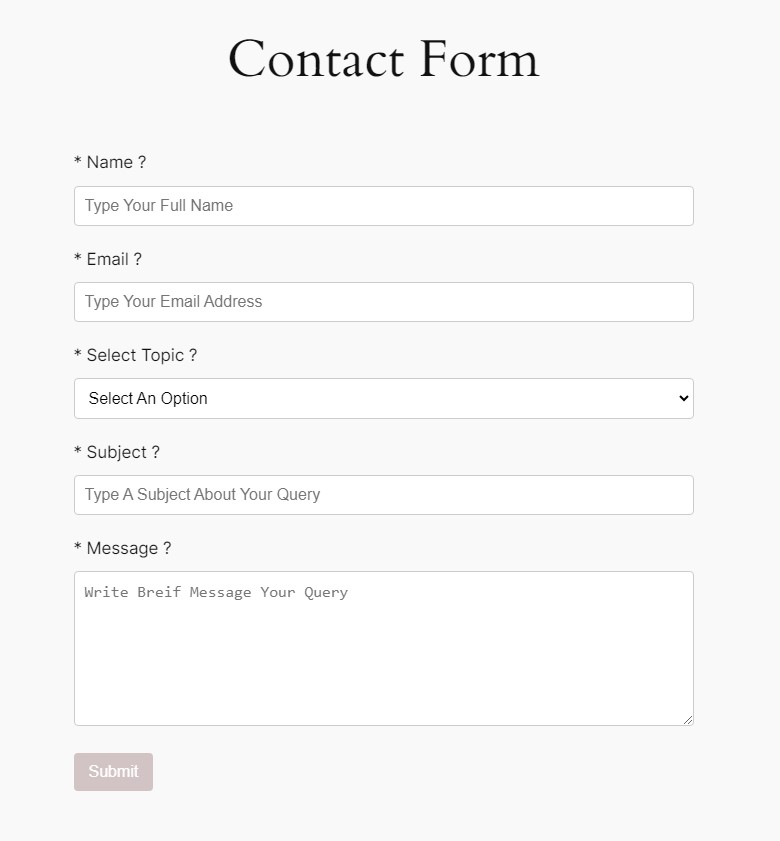 Contact Form
* Name ?
Type Your Full Name
* Email ?
Type Your Email Address
* Select Topic ?
Select An Option
* Subject ?
Type A Subject About Your Query
* Message ?
Write Breif Message Your Query
Submit